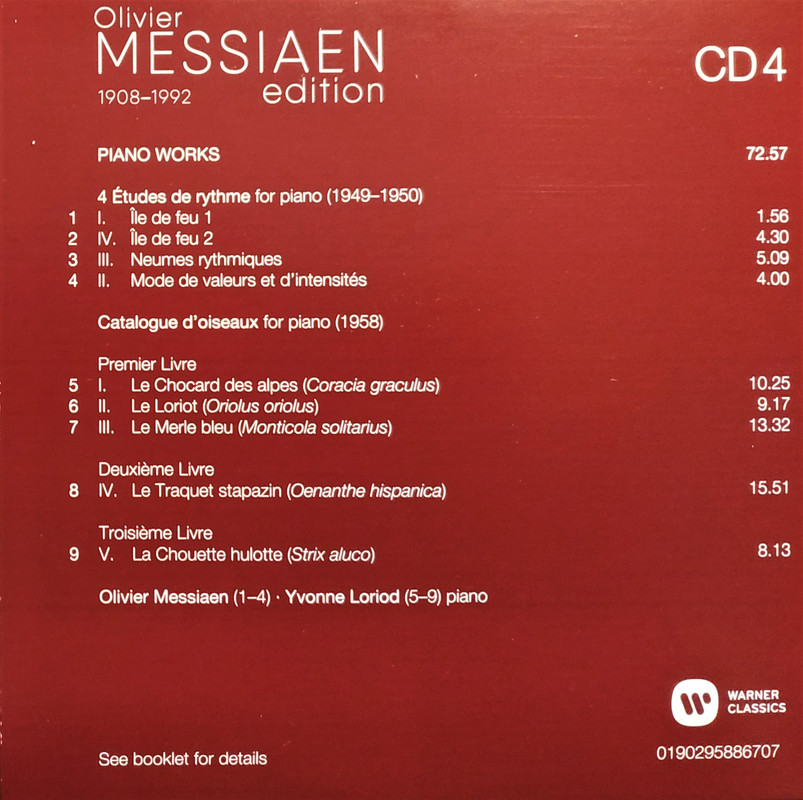 Olivier
MESSIAEN
1908–1992 edition
CD 4
PIANO WORKS 72.57
4 Études de rythme for piano (1949–1950)
1 I. Île de feu 1 1.56
2 IV. Île de feu 2 4.30
3 III. Neumes rythmiques 5.09
4 II. Mode de valeurs et d'intensités 4.00
Catalogue d'oiseaux for piano (1958)
Premier Livre
5 I. Le Chocard des alpes (Coracia graculus) 10.25
6 II. Le Loriot (Oriolus oriolus) 9.17
7 III. Le Merle bleu (Monticola solitarius) 13.32
Deuxième Livre
8 IV. Le Traquet stapazin (Oenanthe hispanica) 15.51
Troisième Livre
9 V. La Chouette hulotte (Strix aluco) 8.13
Olivier Messiaen (1–4) · Yvonne Loriod (5–9) piano
WARNER
CLASSICS
See booklet for details 0190295886707